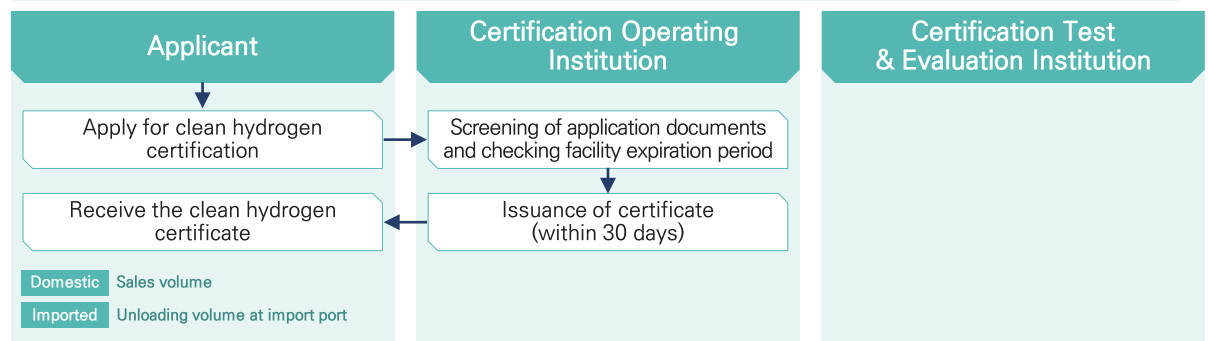 Applicant
Certification Operating
Institution
Certification Test
& Evaluation Institution
Apply for clean hydrogen
certification
Screening of application documents
and checking facility expiration period
Receive the clean hydrogen
certificate
Issuance of certificate
(within 30 days)
Domestic Sales volume
Imported Unloading volume at import port